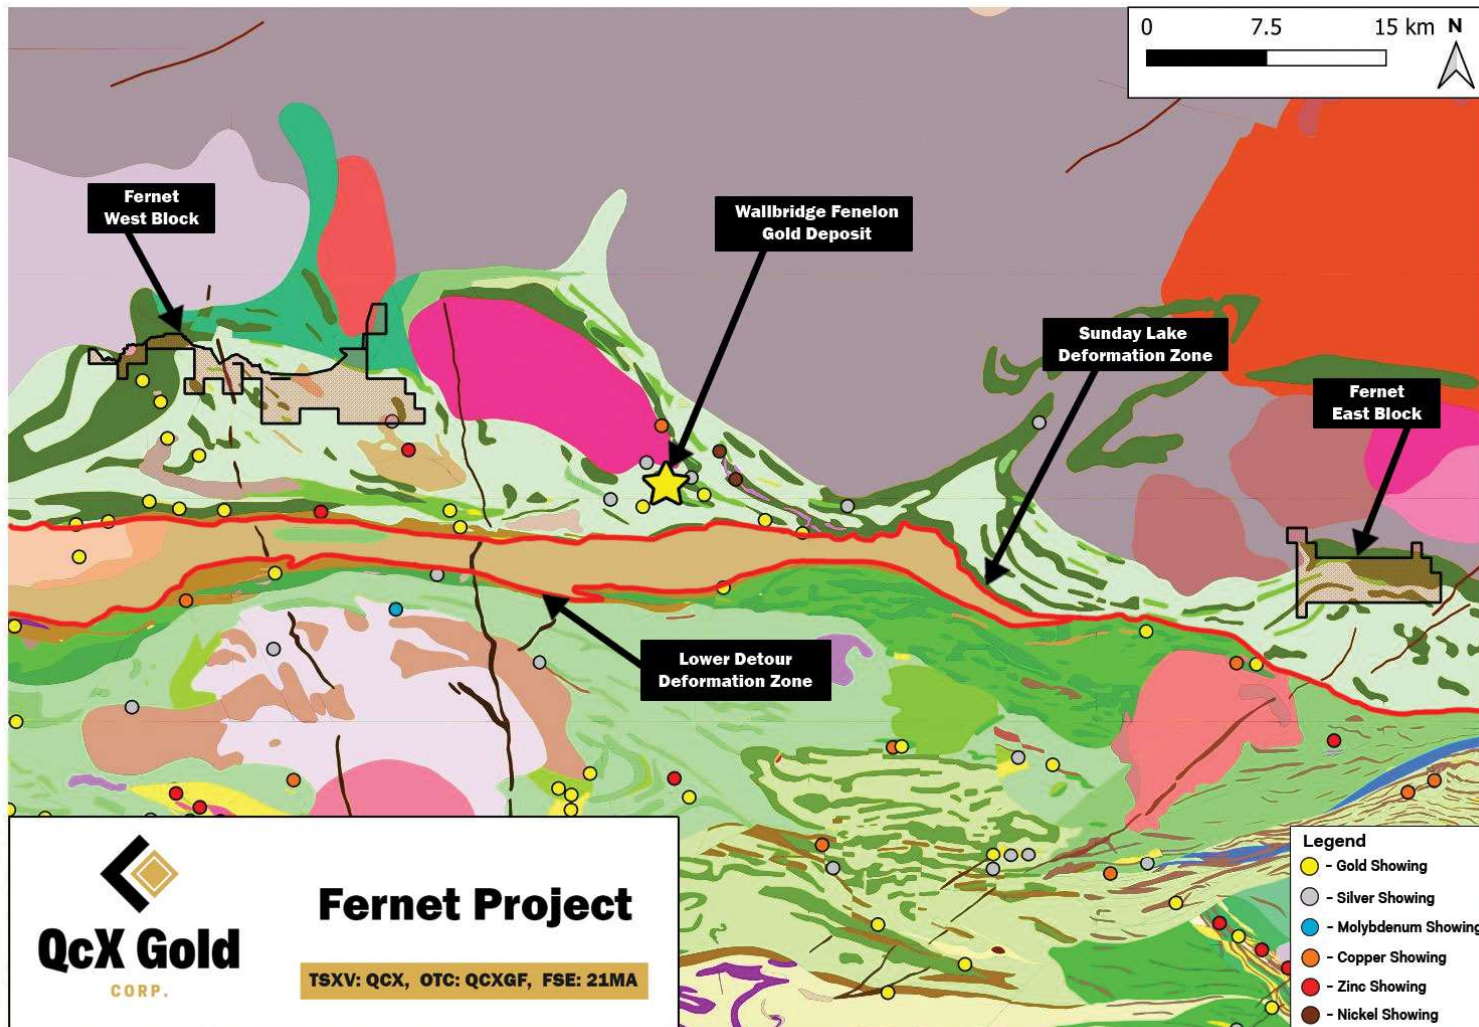 0 7.5 15 km N
Fernet
West Block
Wallbridge Fenelon
Gold Deposit
Sunday Lake
Deformation Zone
Fernet
East Block
Lower Detour
Deformation Zone
Legend
- Gold Showing
- Silver Showing
- Molybdenum Showing
- Copper Showing
- Zinc Showing
- Nickel Showing
QcX Gold
CORP.
Fernet Project
TSXV: QCX, OTC: QCXGF, FSE: 21MA